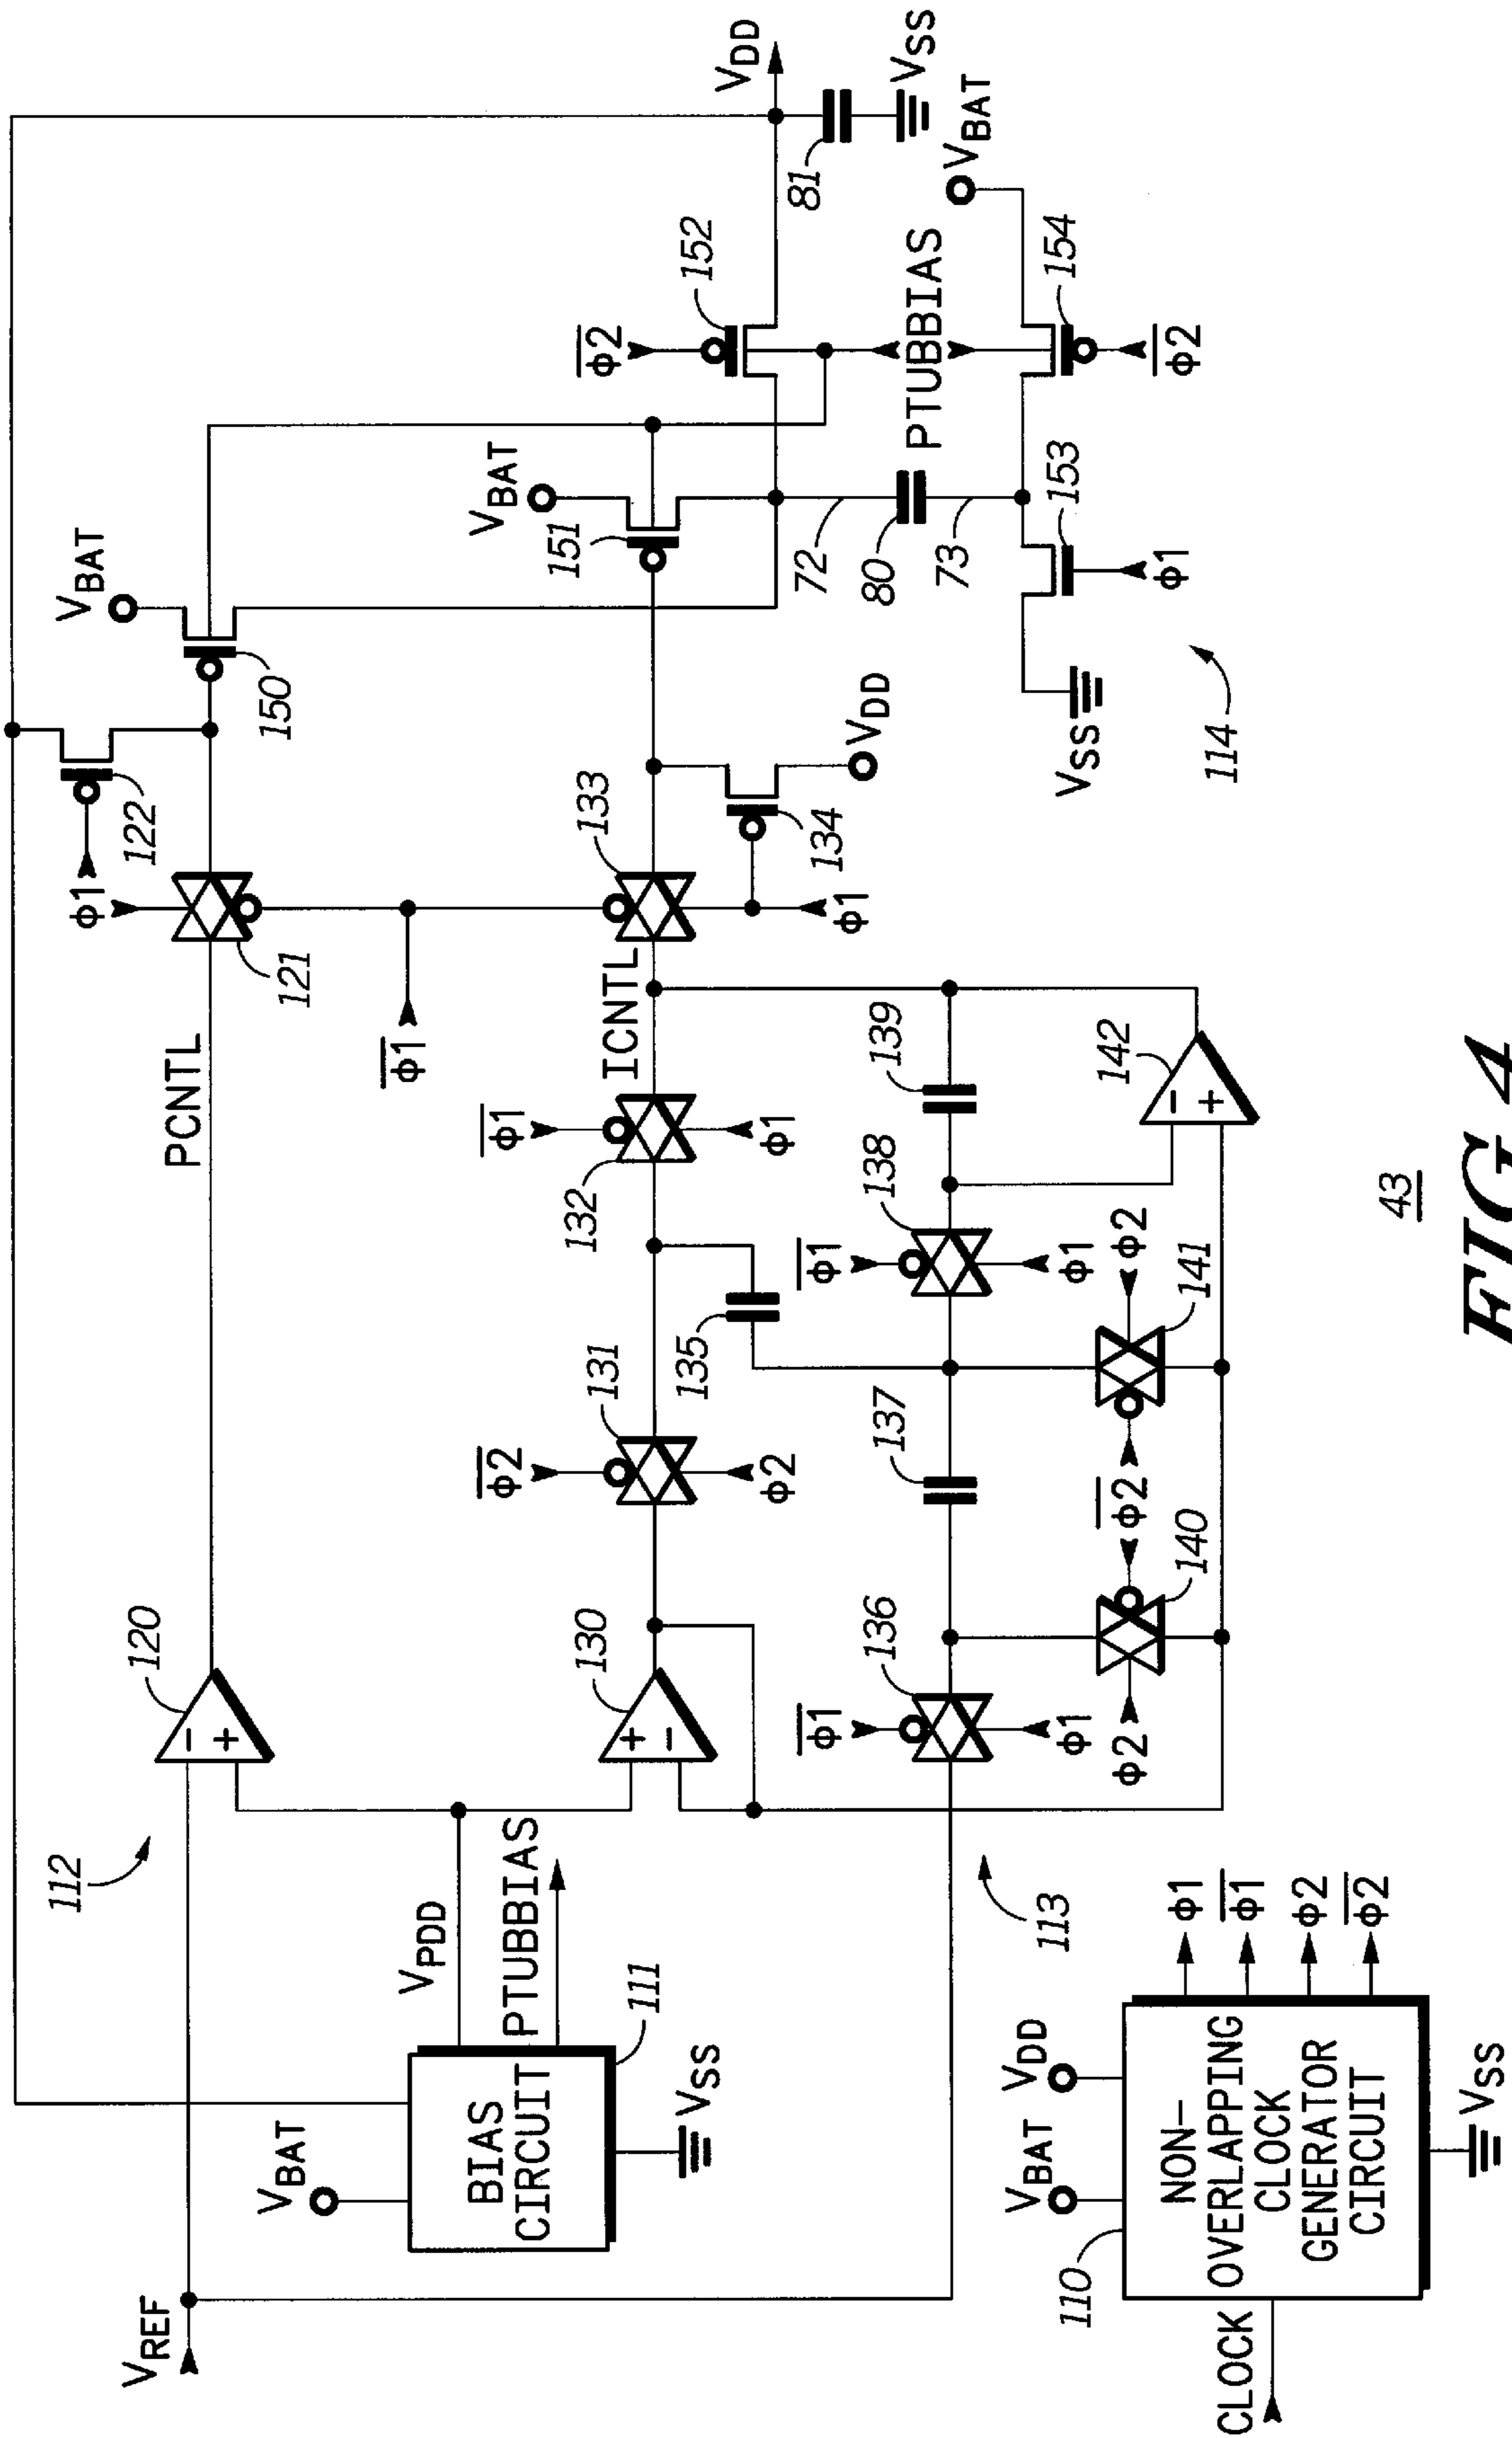 VREF
CLOCK
VBAT
BIAS
CIRCUIT
VSS
111
VPDD
PTUBBIAS
110
VBAT
VDD
NON-
OVERLAPPING
CLOCK
GENERATOR
CIRCUIT
VSS
φ1
φ1
φ2
φ2
112
113
120
-
+
PCNTL
130
+
-
φ2
131
φ2
φ1
132
φ1
ICNTL
135
φ1
136
φ1
137
φ1
138
φ1
139
φ2
140
φ2
φ2
141
142
-
+
φ1
121
φ1
φ1
122
133
φ1
134
VDD
VBAT
150
VBAT
151
φ2
152
72
80
73
PTUBBIAS
VSS
153
φ1
154
φ2
VBAT
81
VSS
VDD
114
43
FIG. 4